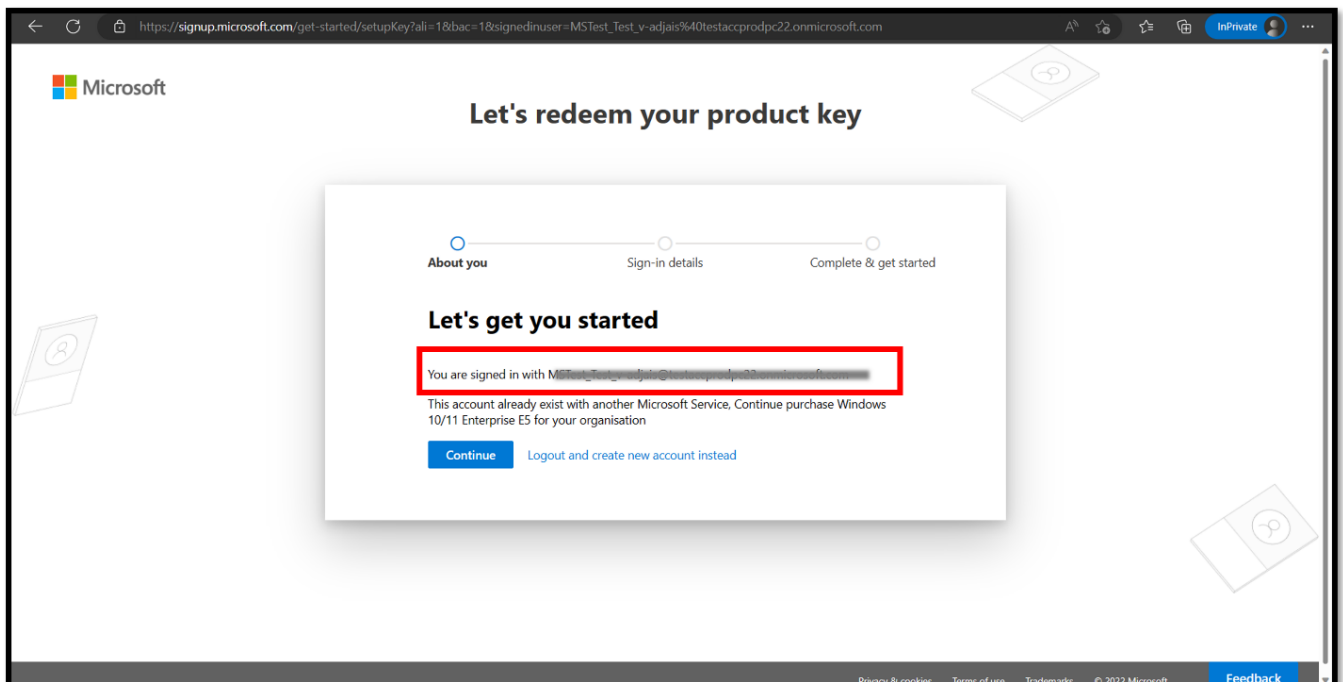 https://signup.microsoft.com/get-started/setupKey?ali=1&bac=1&signedinuser=MSTest_Test_v-adjais%40testaccprodpc22.onmicrosoft.com
InPrivate
Microsoft
Let's redeem your product key
About you
Sign-in details
Complete & get started
Let's get you started
You are signed in with
This account already exist with another Microsoft Service, Continue purchase Windows
10/11 Enterprise E5 for your organisation
Continue
Logout and create new account instead
Privacy & cookies
Terms of use
Trademarks
© 2022 Microsoft
Feedback